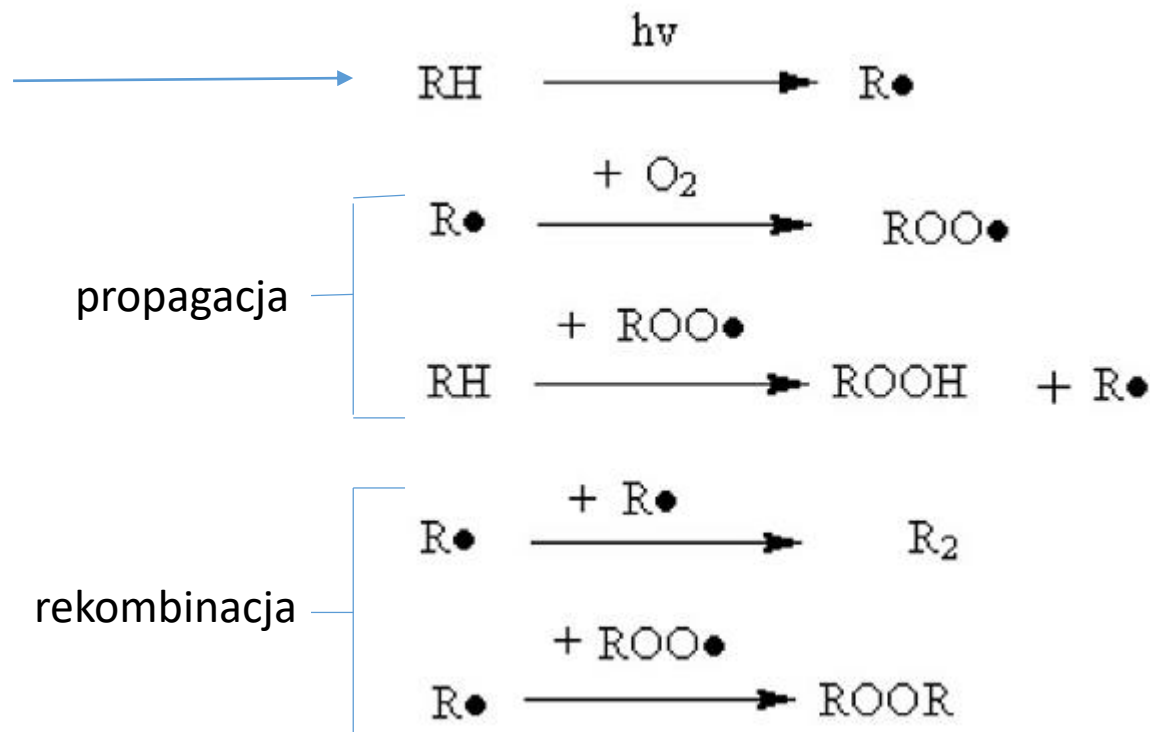 hν
RH R●
+ O₂
R● ROO●
propagacja
+ ROO●
RH ROOH + R●
+ R●
R● R₂
rekombinacja
+ ROO●
R● ROOR